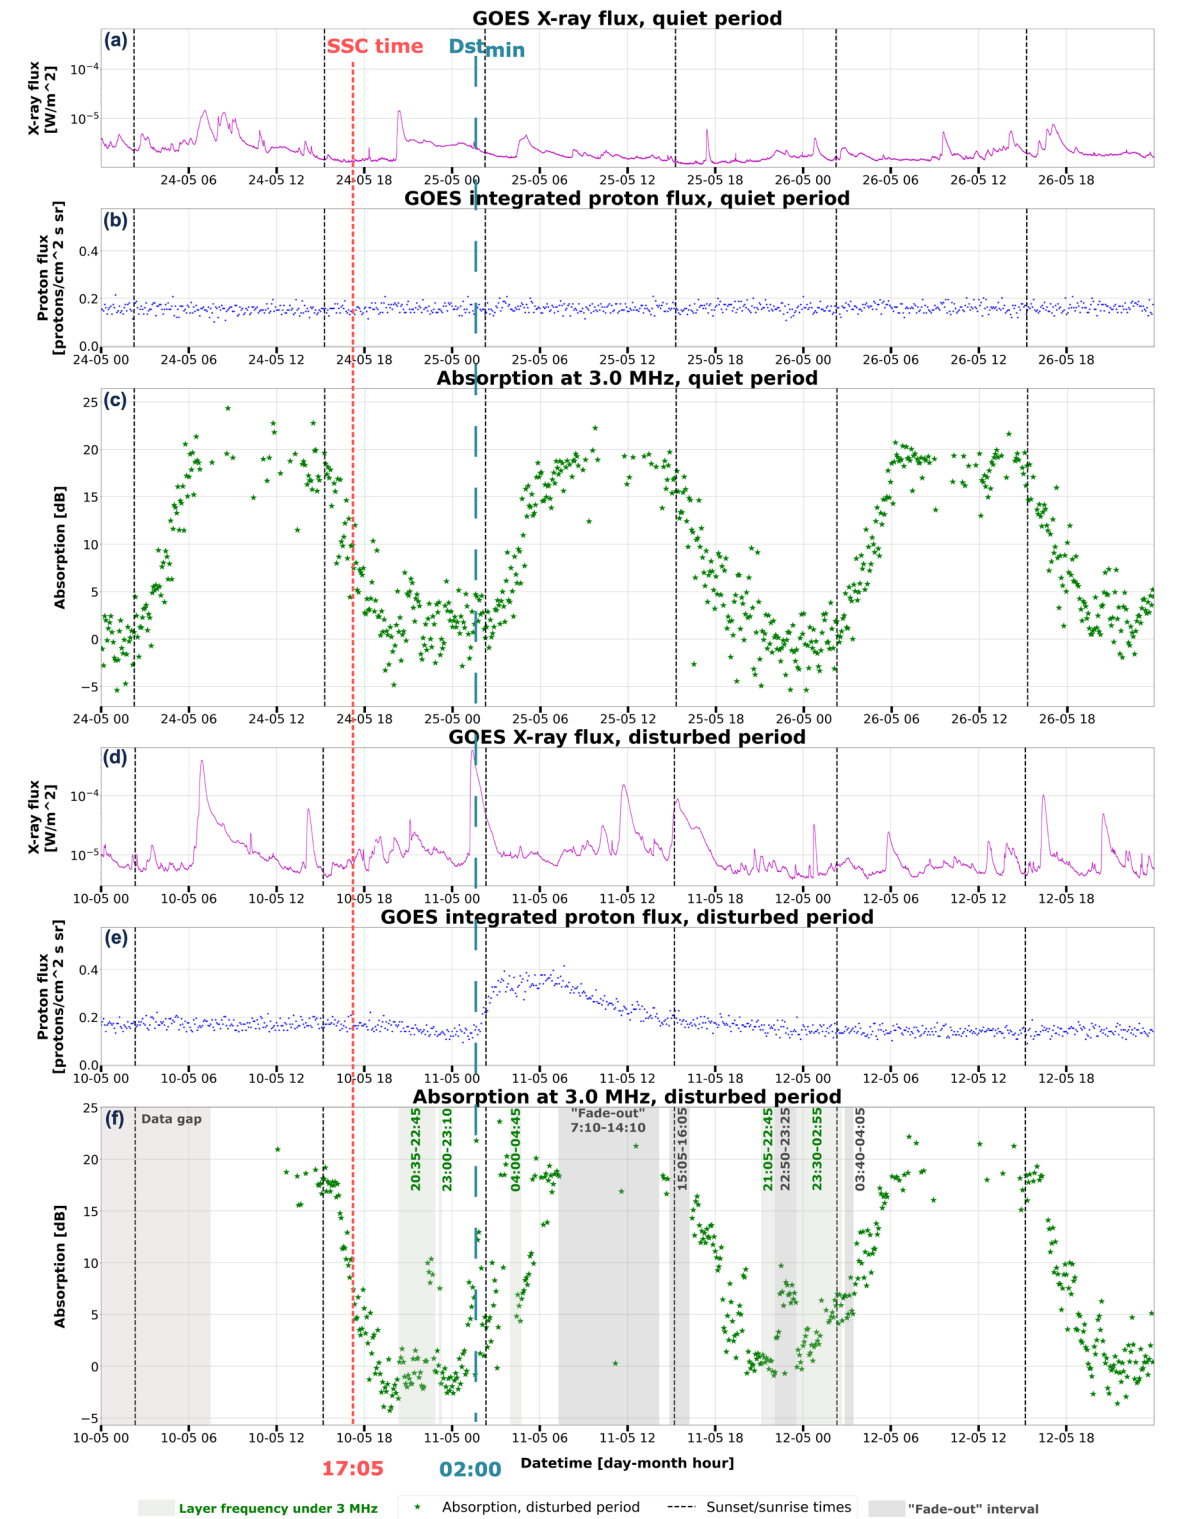 GOES X-ray flux, quiet period
(a)
SSC time
Dstmin
X-ray flux
[W/m^2]
10−4
10−5
24-05 06 24-05 12 24-05 18 25-05 00 25-05 06 25-05 12 25-05 18 26-05 00 26-05 06 26-05 12 26-05 18
GOES integrated proton flux, quiet period
(b)
Proton flux
[protons/cm^2 s sr]
0.4
0.2
0.0
24-05 00 24-05 06 24-05 12 24-05 18 25-05 00 25-05 06 25-05 12 25-05 18 26-05 00 26-05 06 26-05 12 26-05 18
Absorption at 3.0 MHz, quiet period
(c)
Absorption [dB]
25
20
15
10
5
0
−5
24-05 00 24-05 06 24-05 12 24-05 18 25-05 00 25-05 06 25-05 12 25-05 18 26-05 00 26-05 06 26-05 12 26-05 18
GOES X-ray flux, disturbed period
(d)
X-ray flux
[W/m^2]
10−4
10−5
10-05 00 10-05 06 10-05 12 10-05 18 11-05 00 11-05 06 11-05 12 11-05 18 12-05 00 12-05 06 12-05 12 12-05 18
GOES integrated proton flux, disturbed period
(e)
Proton flux
[protons/cm^2 s sr]
0.4
0.2
0.0
10-05 00 10-05 06 10-05 12 10-05 18 11-05 00 11-05 06 11-05 12 11-05 18 12-05 00 12-05 06 12-05 12 12-05 18
Absorption at 3.0 MHz, disturbed period
(f)
Data gap
20:35-22:45
23:00-23:10
04:00-04:45
"Fade-out"
7:10-14:10
15:05-16:05
21:05-22:45
22:50-23:25
23:30-02:55
03:40-04:05
Absorption [dB]
25
20
15
10
5
0
−5
10-05 00 10-05 06 10-05 12 10-05 18 11-05 00 11-05 06 11-05 12 11-05 18 12-05 00 12-05 06 12-05 12 12-05 18
17:05
02:00
Datetime [day-month hour]
Layer frequency under 3 MHz
Absorption, disturbed period
Sunset/sunrise times
"Fade-out" interval